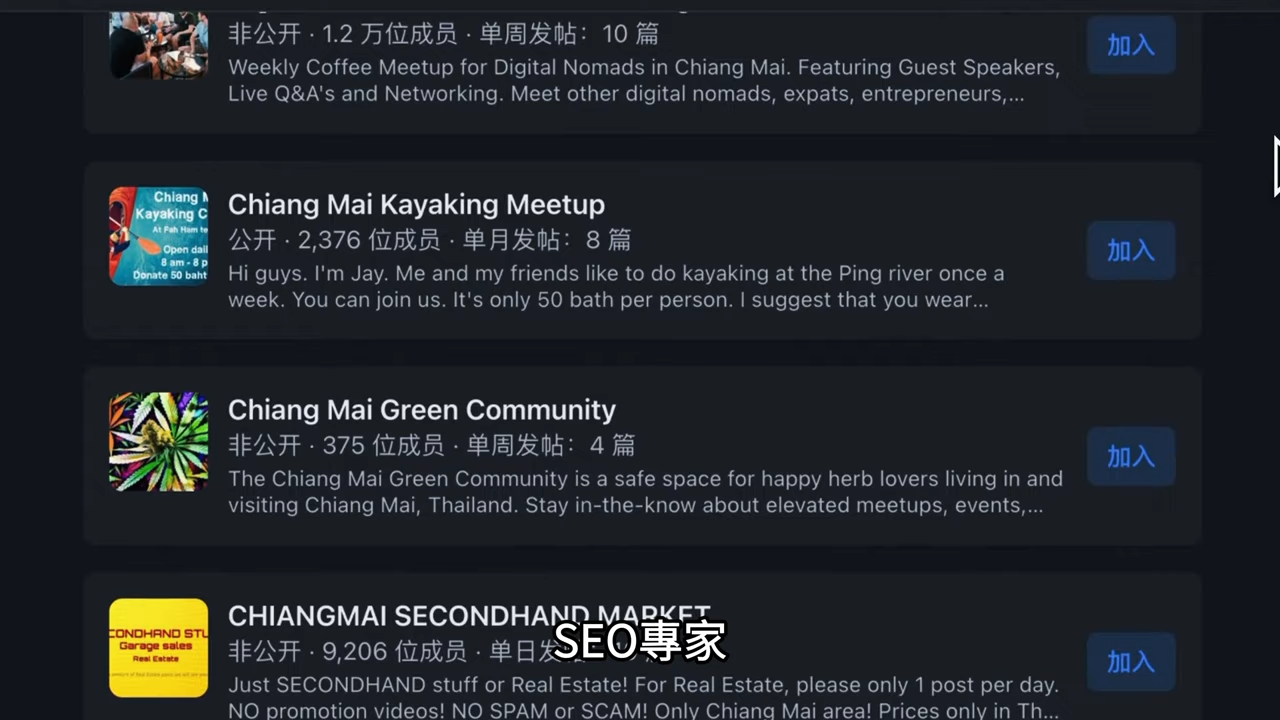 非公开 · 1.2 万位成员 · 单周发帖：10 篇
Weekly Coffee Meetup for Digital Nomads in Chiang Mai. Featuring Guest Speakers,
Live Q&A's and Networking. Meet other digital nomads, expats, entrepreneurs,...
加入
Chiang M
Kayaking C
At Pah Ham te
Open dail
8 am - 8 p
Donate 50 baht
Chiang Mai Kayaking Meetup
公开 · 2,376 位成员 · 单月发帖：8 篇
Hi guys. I'm Jay. Me and my friends like to do kayaking at the Ping river once a
week. You can join us. It's only 50 bath per person. I suggest that you wear...
加入
Chiang Mai Green Community
非公开 · 375 位成员 · 单周发帖：4 篇
The Chiang Mai Green Community is a safe space for happy herb lovers living in and
visiting Chiang Mai, Thailand. Stay in-the-know about elevated meetups, events,...
加入
CONDHAND STU
Garage sales
Real Estate
CHIANGMAI SECONDHAND MARKET
非公开 · 9,206 位成员 · 单日发
Just SECONDHAND stuff or Real Estate! For Real Estate, please only 1 post per day.
NO promotion videos! NO SPAM or SCAM! Only Chiang Mai area! Prices only in Th...
加入
SEO專家